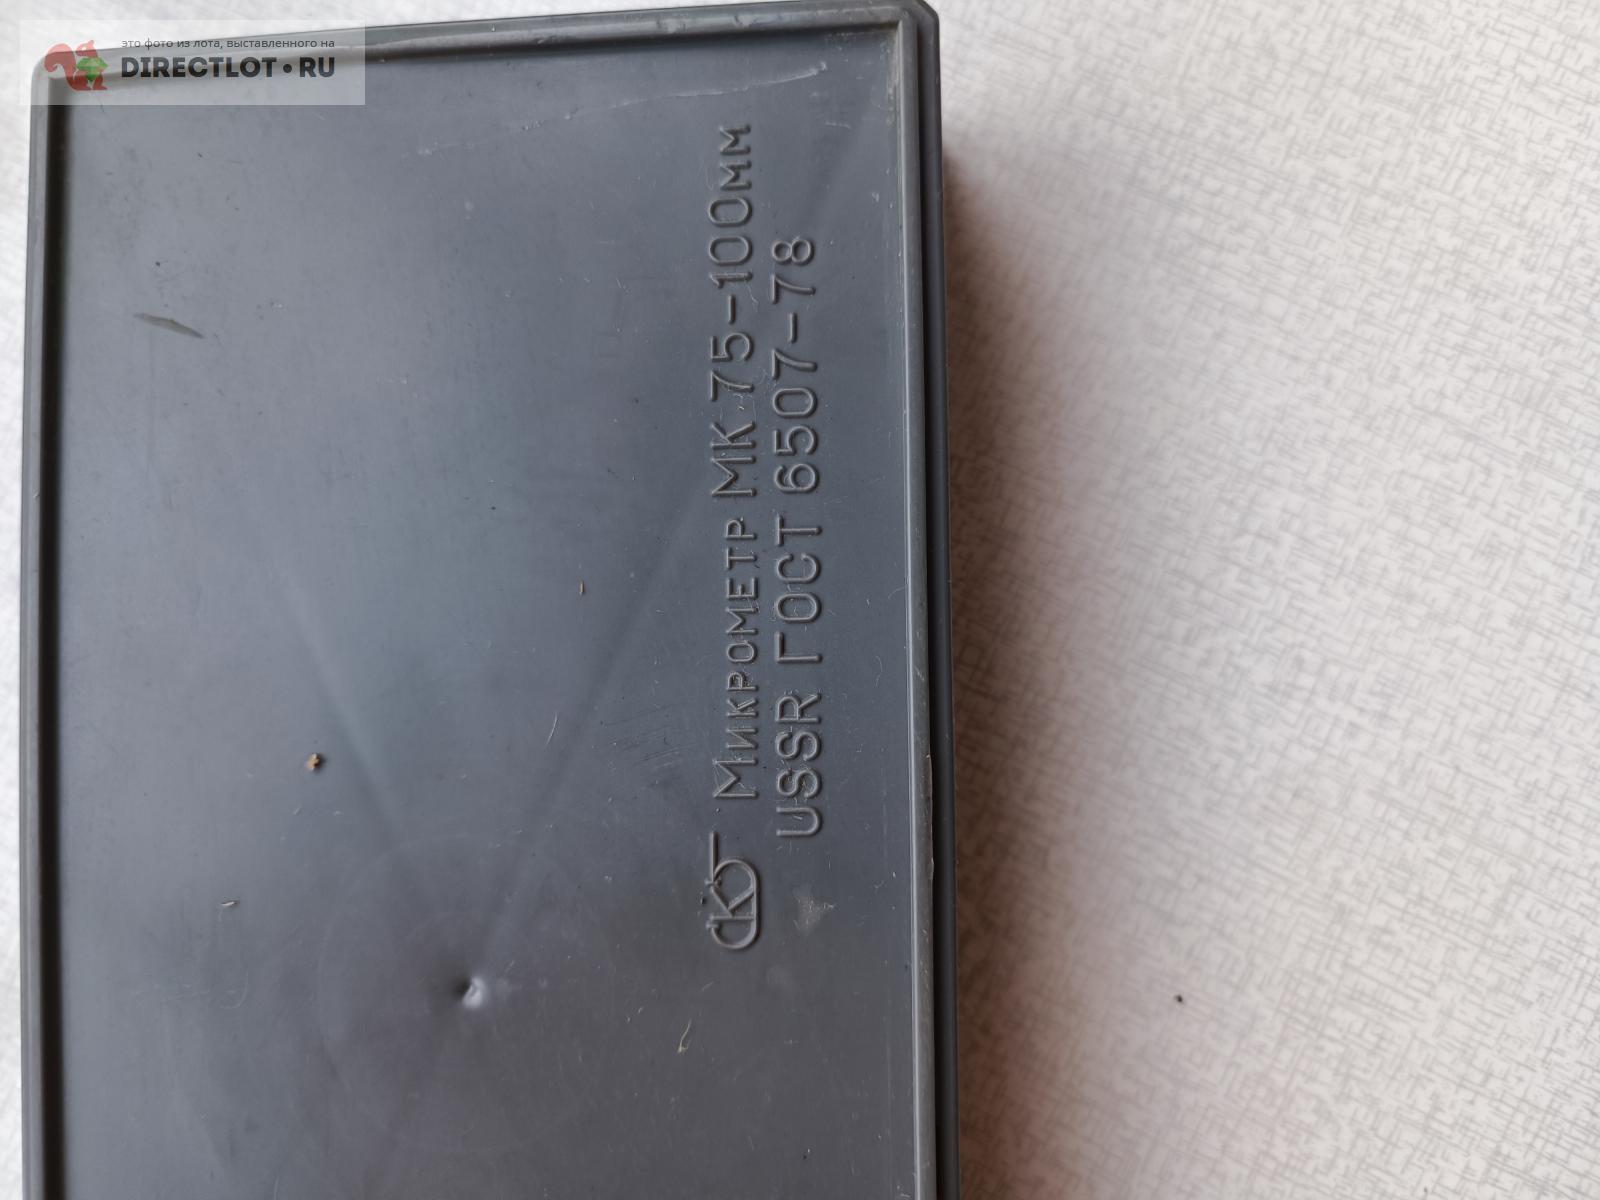 это фото из лота, выставленного на
DIRECTLOT•RU
Микрометр МК 75-100мм
USSR ГОСТ 6507-78